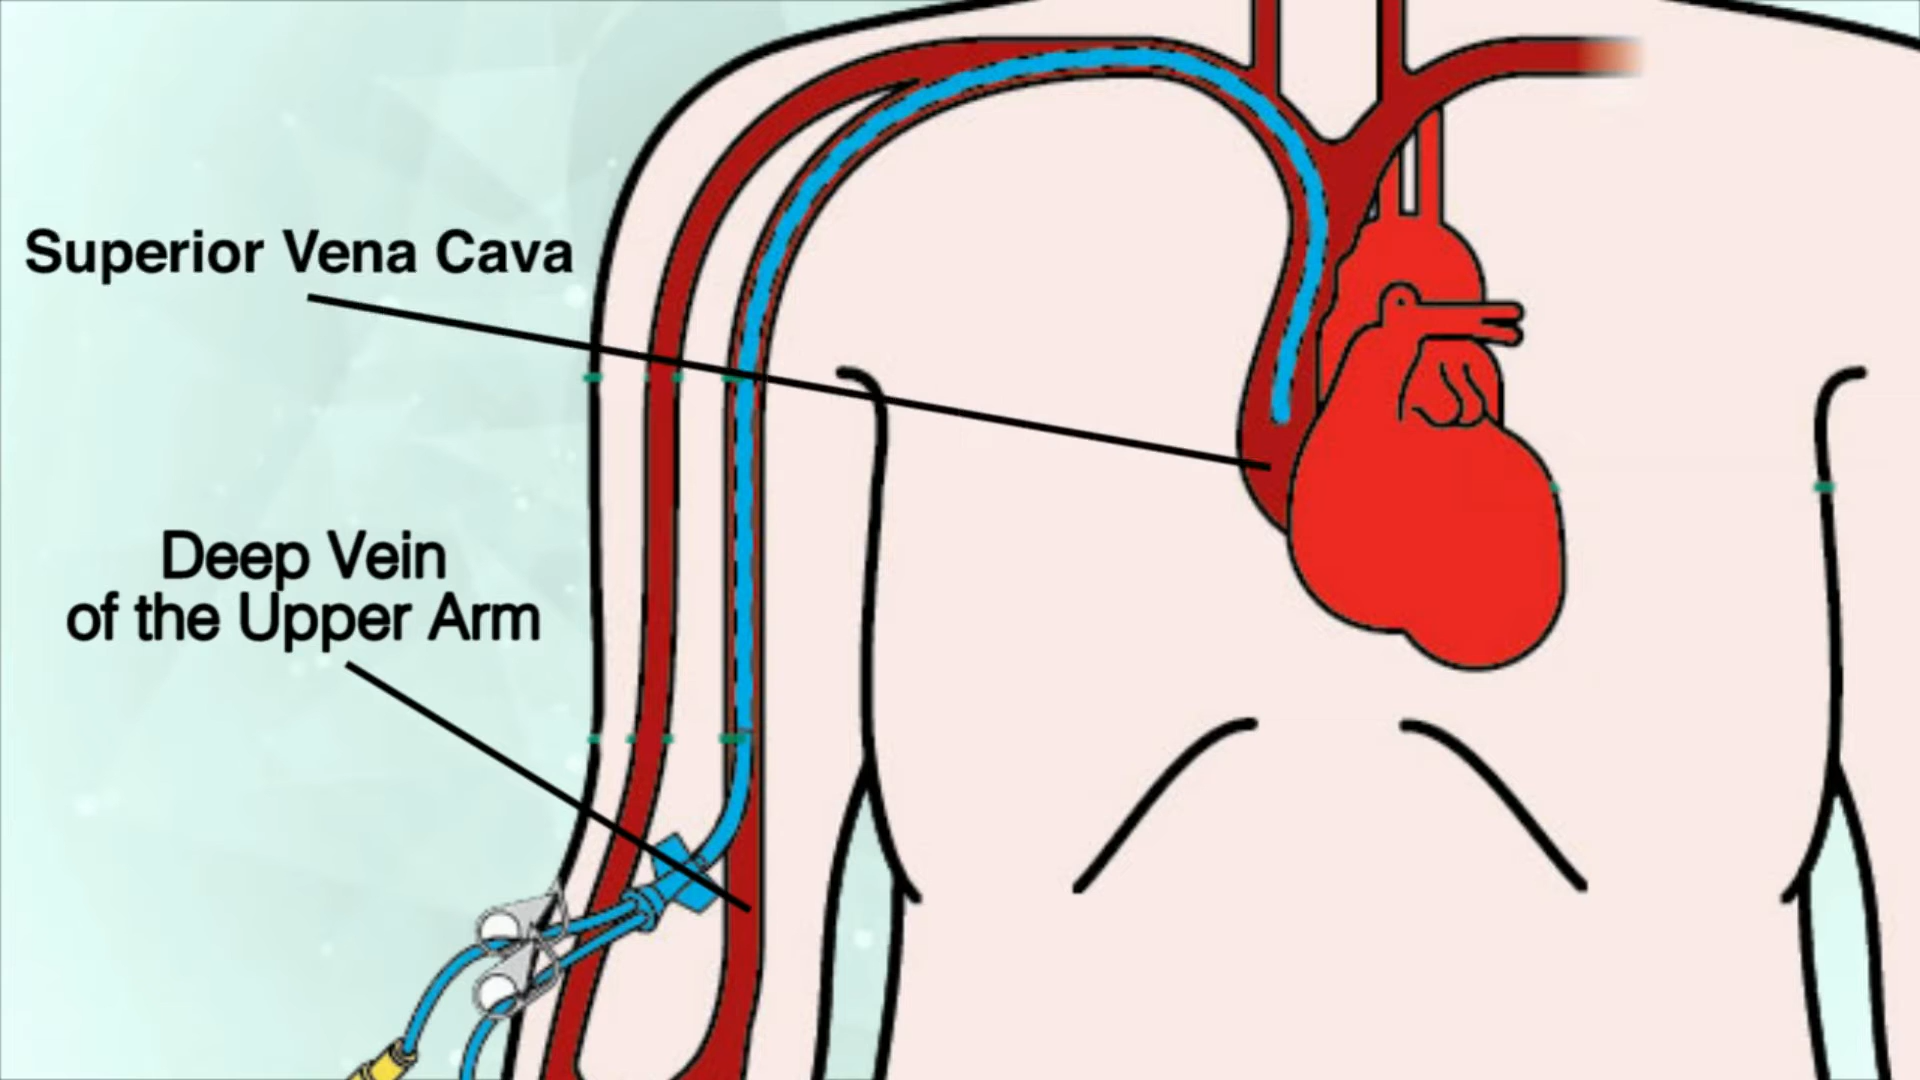 Superior Vena Cava
Deep Vein
of the Upper Arm